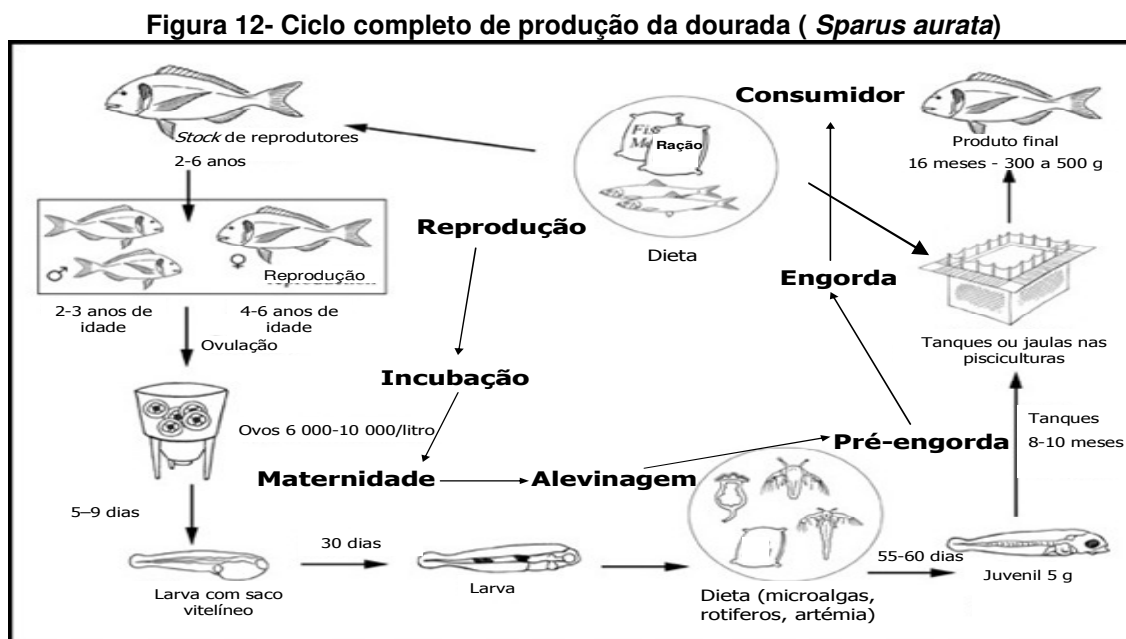 Figura 12- Ciclo completo de produção da dourada ( Sparus aurata)
Stock de reprodutores
2-6 anos
Reprodução
2-3 anos de
idade
4-6 anos de
idade
Ovulação
Ovos 6 000-10 000/litro
5–9 dias
Larva com saco
vitelíneo
30 dias
Larva
Dieta (microalgas,
rotiferos, artémia)
55-60 dias
Juvenil 5 g
Tanques
8-10 meses
Tanques ou jaulas nas
pisciculturas
Produto final
16 meses - 300 a 500 g
Ração
Dieta
Reprodução
Incubação
Maternidade
Alevinagem
Pré-engorda
Engorda
Consumidor